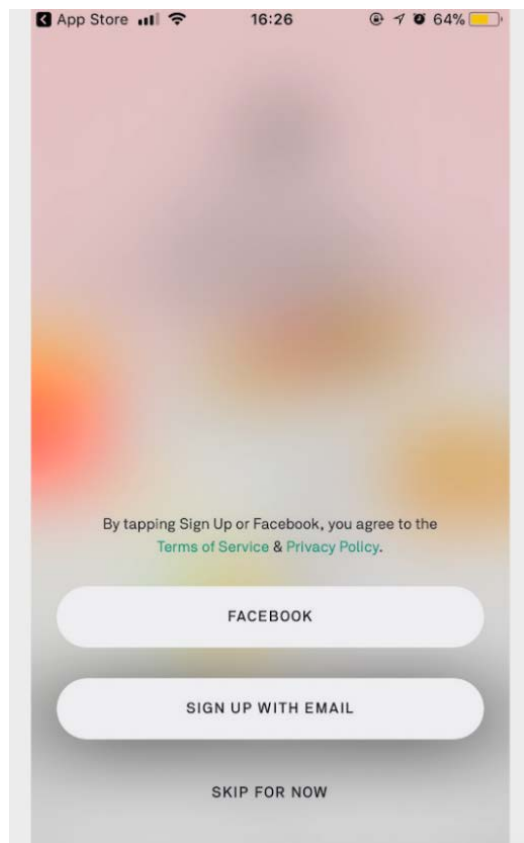 App Store 16:26 64%
By tapping Sign Up or Facebook, you agree to the
Terms of Service & Privacy Policy.
FACEBOOK
SIGN UP WITH EMAIL
SKIP FOR NOW